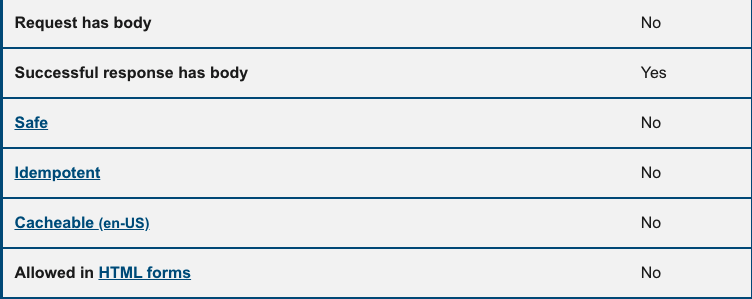 Request has body No
Successful response has body Yes
Safe No
Idempotent No
Cacheable (en-US) No
Allowed in HTML forms No